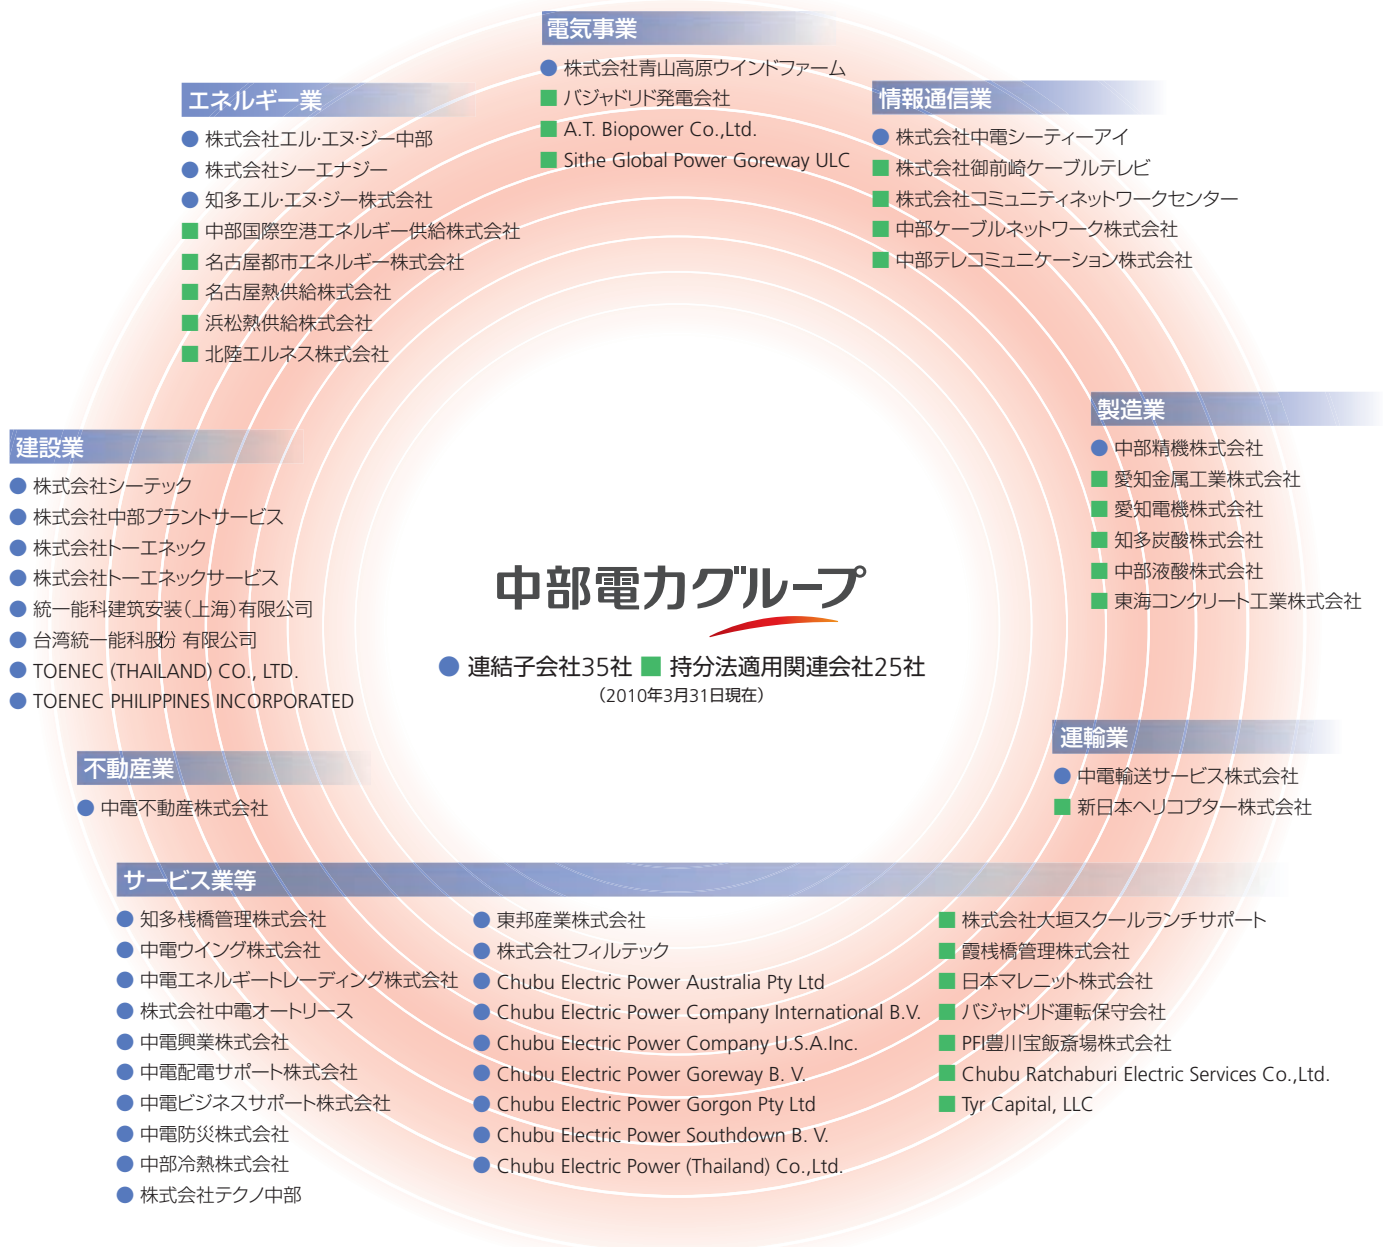 電気事業
株式会社青山高原ウインドファーム
バジャドリド発電会社
A.T. Biopower Co.,Ltd.
Sithe Global Power Goreway ULC
エネルギー業
株式会社エル・エヌ・ジー中部
株式会社シーエナジー
知多エル・エヌ・ジー株式会社
中部国際空港エネルギー供給株式会社
名古屋都市エネルギー株式会社
名古屋熱供給株式会社
浜松熱供給株式会社
北陸エルネス株式会社
情報通信業
株式会社中電シーティーアイ
株式会社御前崎ケーブルテレビ
株式会社コミュニティネットワークセンター
中部ケーブルネットワーク株式会社
中部テレコミュニケーション株式会社
製造業
中部精機株式会社
愛知金属工業株式会社
愛知電機株式会社
知多炭酸株式会社
中部液酸株式会社
東海コンクリート工業株式会社
建設業
株式会社シーテック
株式会社中部プラントサービス
株式会社トーエネック
株式会社トーエネックサービス
統一能科建筑安装（上海）有限公司
台湾統一能科股份 有限公司
TOENEC (THAILAND) CO., LTD.
TOENEC PHILIPPINES INCORPORATED
中部電力グループ
連結子会社35社 持分法適用関連会社25社
（2010年3月31日現在）
運輸業
中電輸送サービス株式会社
新日本ヘリコプター株式会社
不動産業
中電不動産株式会社
サービス業等
知多桟橋管理株式会社
中電ウイング株式会社
中電エネルギートレーディング株式会社
株式会社中電オートリース
中電興業株式会社
中電配電サポート株式会社
中電ビジネスサポート株式会社
中電防災株式会社
中部冷熱株式会社
株式会社テクノ中部
東邦産業株式会社
株式会社フィルテック
Chubu Electric Power Australia Pty Ltd
Chubu Electric Power Company International B.V.
Chubu Electric Power Company U.S.A.Inc.
Chubu Electric Power Goreway B. V.
Chubu Electric Power Gorgon Pty Ltd
Chubu Electric Power Southdown B. V.
Chubu Electric Power (Thailand) Co.,Ltd.
株式会社大垣スクールランチサポート
霞桟橋管理株式会社
日本マレニット株式会社
バジャドリド運転保守会社
PFI豊川宝飯斎場株式会社
Chubu Ratchaburi Electric Services Co.,Ltd.
Tyr Capital, LLC